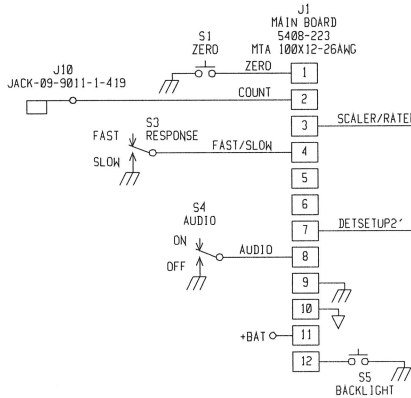 J1
MAIN BOARD
5408-223
MTA 100X12-26AWG
S1
ZERO
ZERO
1
J10
JACK-09-9011-1-419
COUNT
2
3
SCALER/RATE
S3
RESPONSE
FAST
SLOW
FAST/SLOW
4
5
6
7
DETSETUP2'
S4
AUDIO
ON
OFF
AUDIO
8
9
10
+BAT
11
12
S5
BACKLIGHT